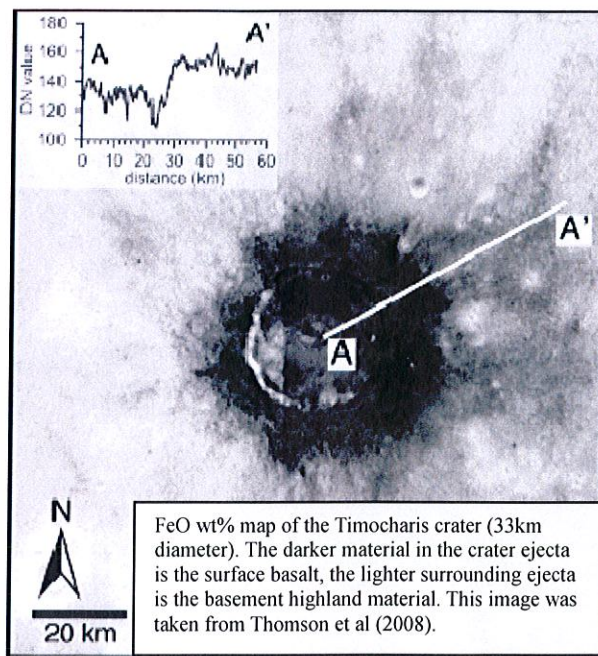 180
160
140
120
100
DN value
A
A'
0 10 20 30 40 50 60
distance (km)
A'
A
N
20 km
FeO wt% map of the Timocharis crater (33km
diameter). The darker material in the crater ejecta
is the surface basalt, the lighter surrounding ejecta
is the basement highland material. This image was
taken from Thomson et al (2008).